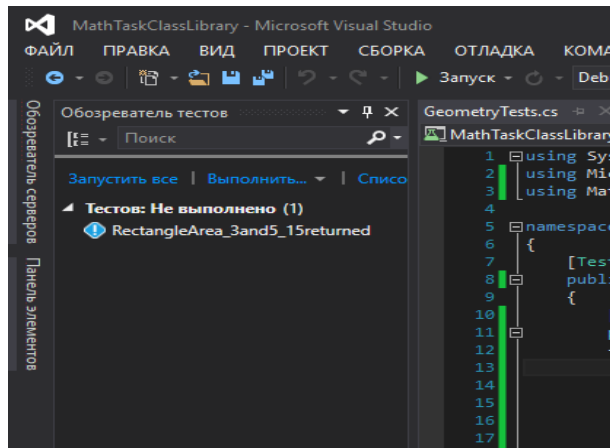 MathTaskClassLibrary - Microsoft Visual Studio
ФАЙЛ ПРАВКА ВИД ПРОЕКТ СБОРКА ОТЛАДКА КОМА
Запуск Deb
Обозреватель серверов
Панель элементов
Обозреватель тестов
Поиск
Запустить все | Выполнить... | Списо
Тестов: Не выполнено (1)
RectangleArea_3and5_15returned
GeometryTests.cs
MathTaskClassLibrary
1 using Sys
2 using Mic
3 using Mat
4
5 namespace
6 {
7 [Tes
8 publi
9 {
10
11
12
13
14
15
16
17